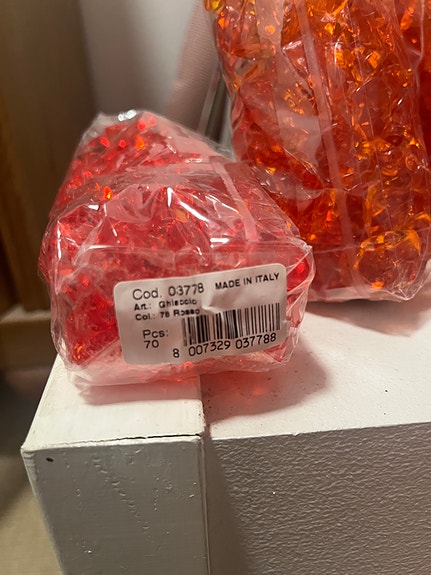 Cod. 03778 MADE IN ITALY
Art.: Ghiaccio
Col.: 78 Rosso
Pcs:
70
8 007329 037788